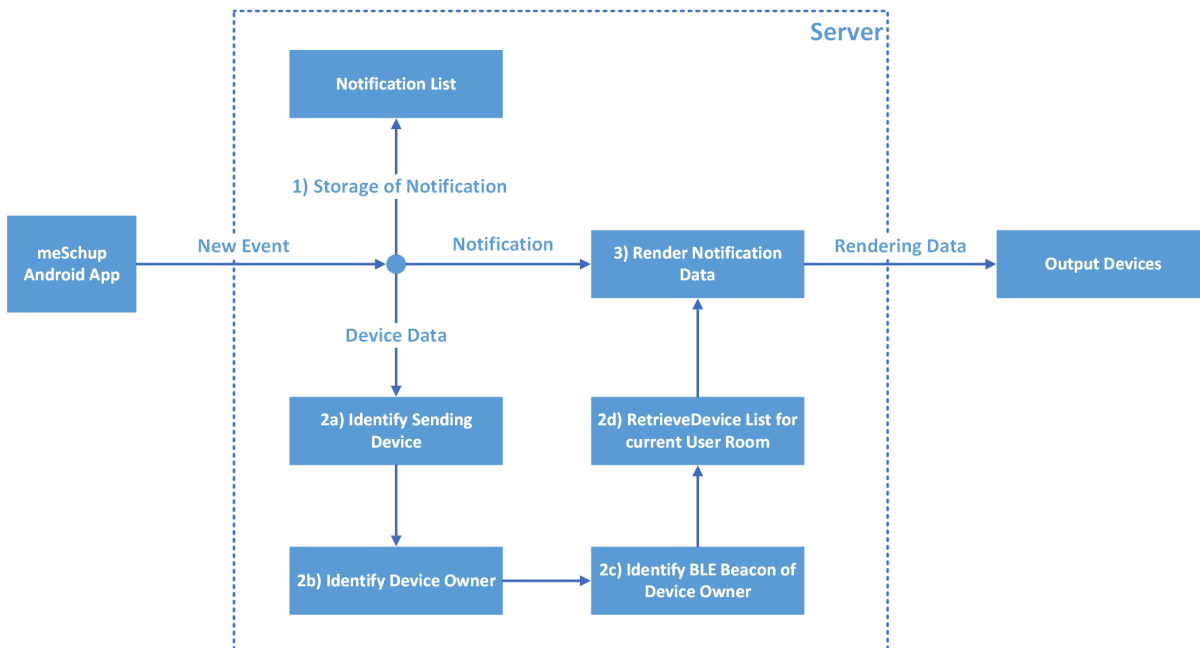 Server
Notification List
1) Storage of Notification
meSchup
Android App
New Event
Notification
3) Render Notification
Data
Rendering Data
Output Devices
Device Data
2a) Identify Sending
Device
2d) RetrieveDevice List for
current User Room
2b) Identify Device Owner
2c) Identify BLE Beacon of
Device Owner